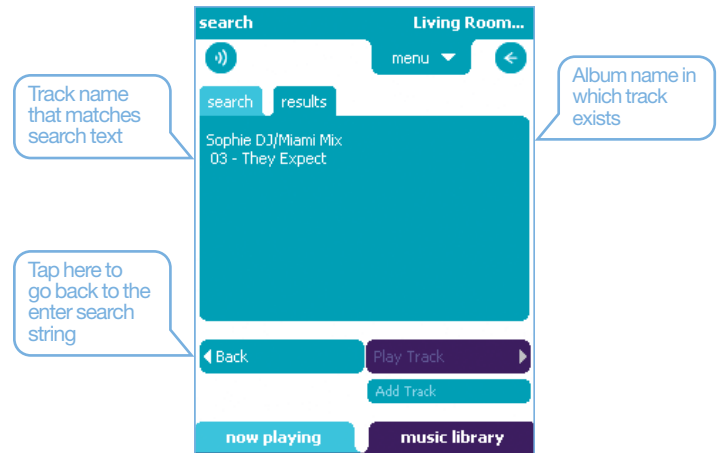 search Living Room...
menu
search results
Track name
that matches
search text
Album name in
which track
exists
Sophie DJ/Miami Mix
03 - They Expect
Tap here to
go back to the
enter search
string
Back Play Track
Add Track
now playing music library